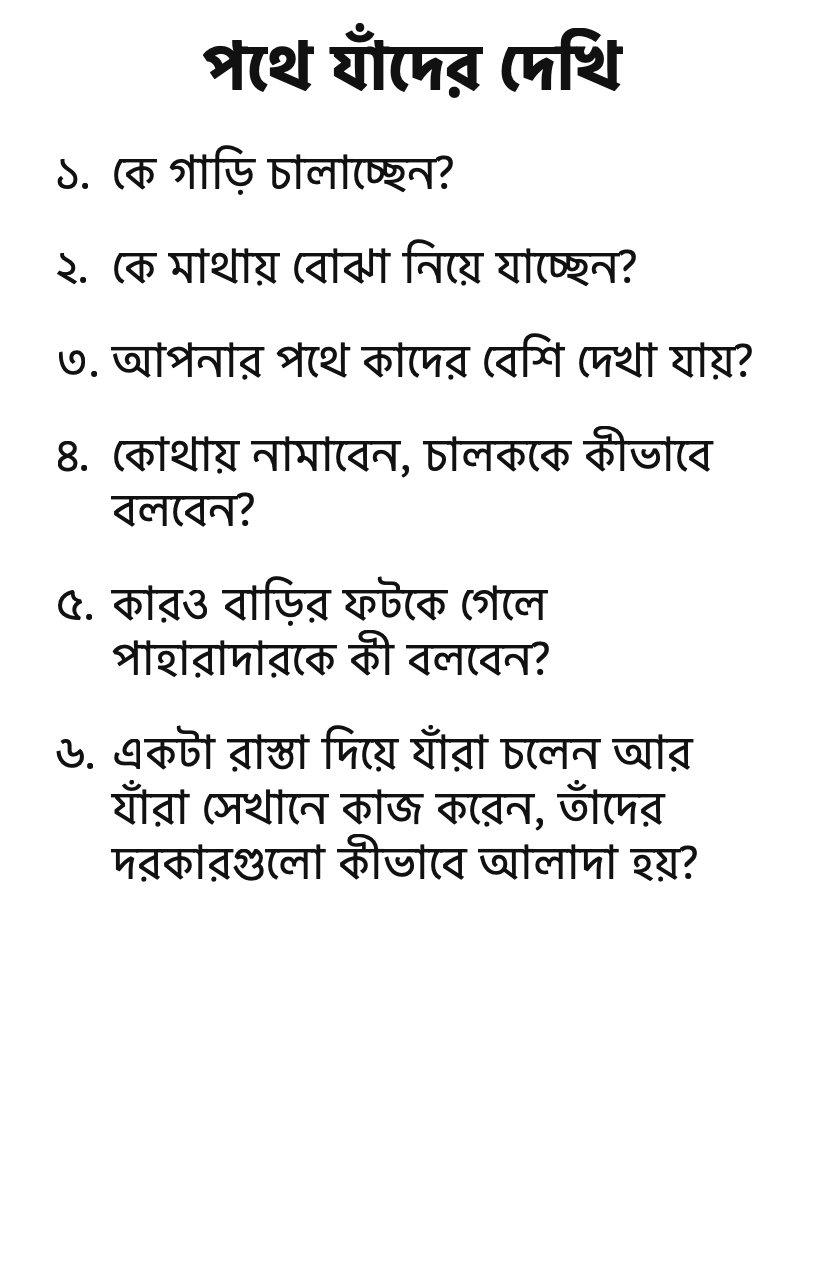 পথে যাঁদের দেখি
১. কে গাড়ি চালাচ্ছেন?
২. কে মাথায় বোঝা নিয়ে যাচ্ছেন?
৩. আপনার পথে কাদের বেশি দেখা যায়?
৪. কোথায় নামাবেন, চালককে কীভাবে
বলবেন?
৫. কারও বাড়ির ফটকে গেলে
পাহারাদারকে কী বলবেন?
৬. একটা রাস্তা দিয়ে যাঁরা চলেন আর
যাঁরা সেখানে কাজ করেন, তাঁদের
দরকারগুলো কীভাবে আলাদা হয়?